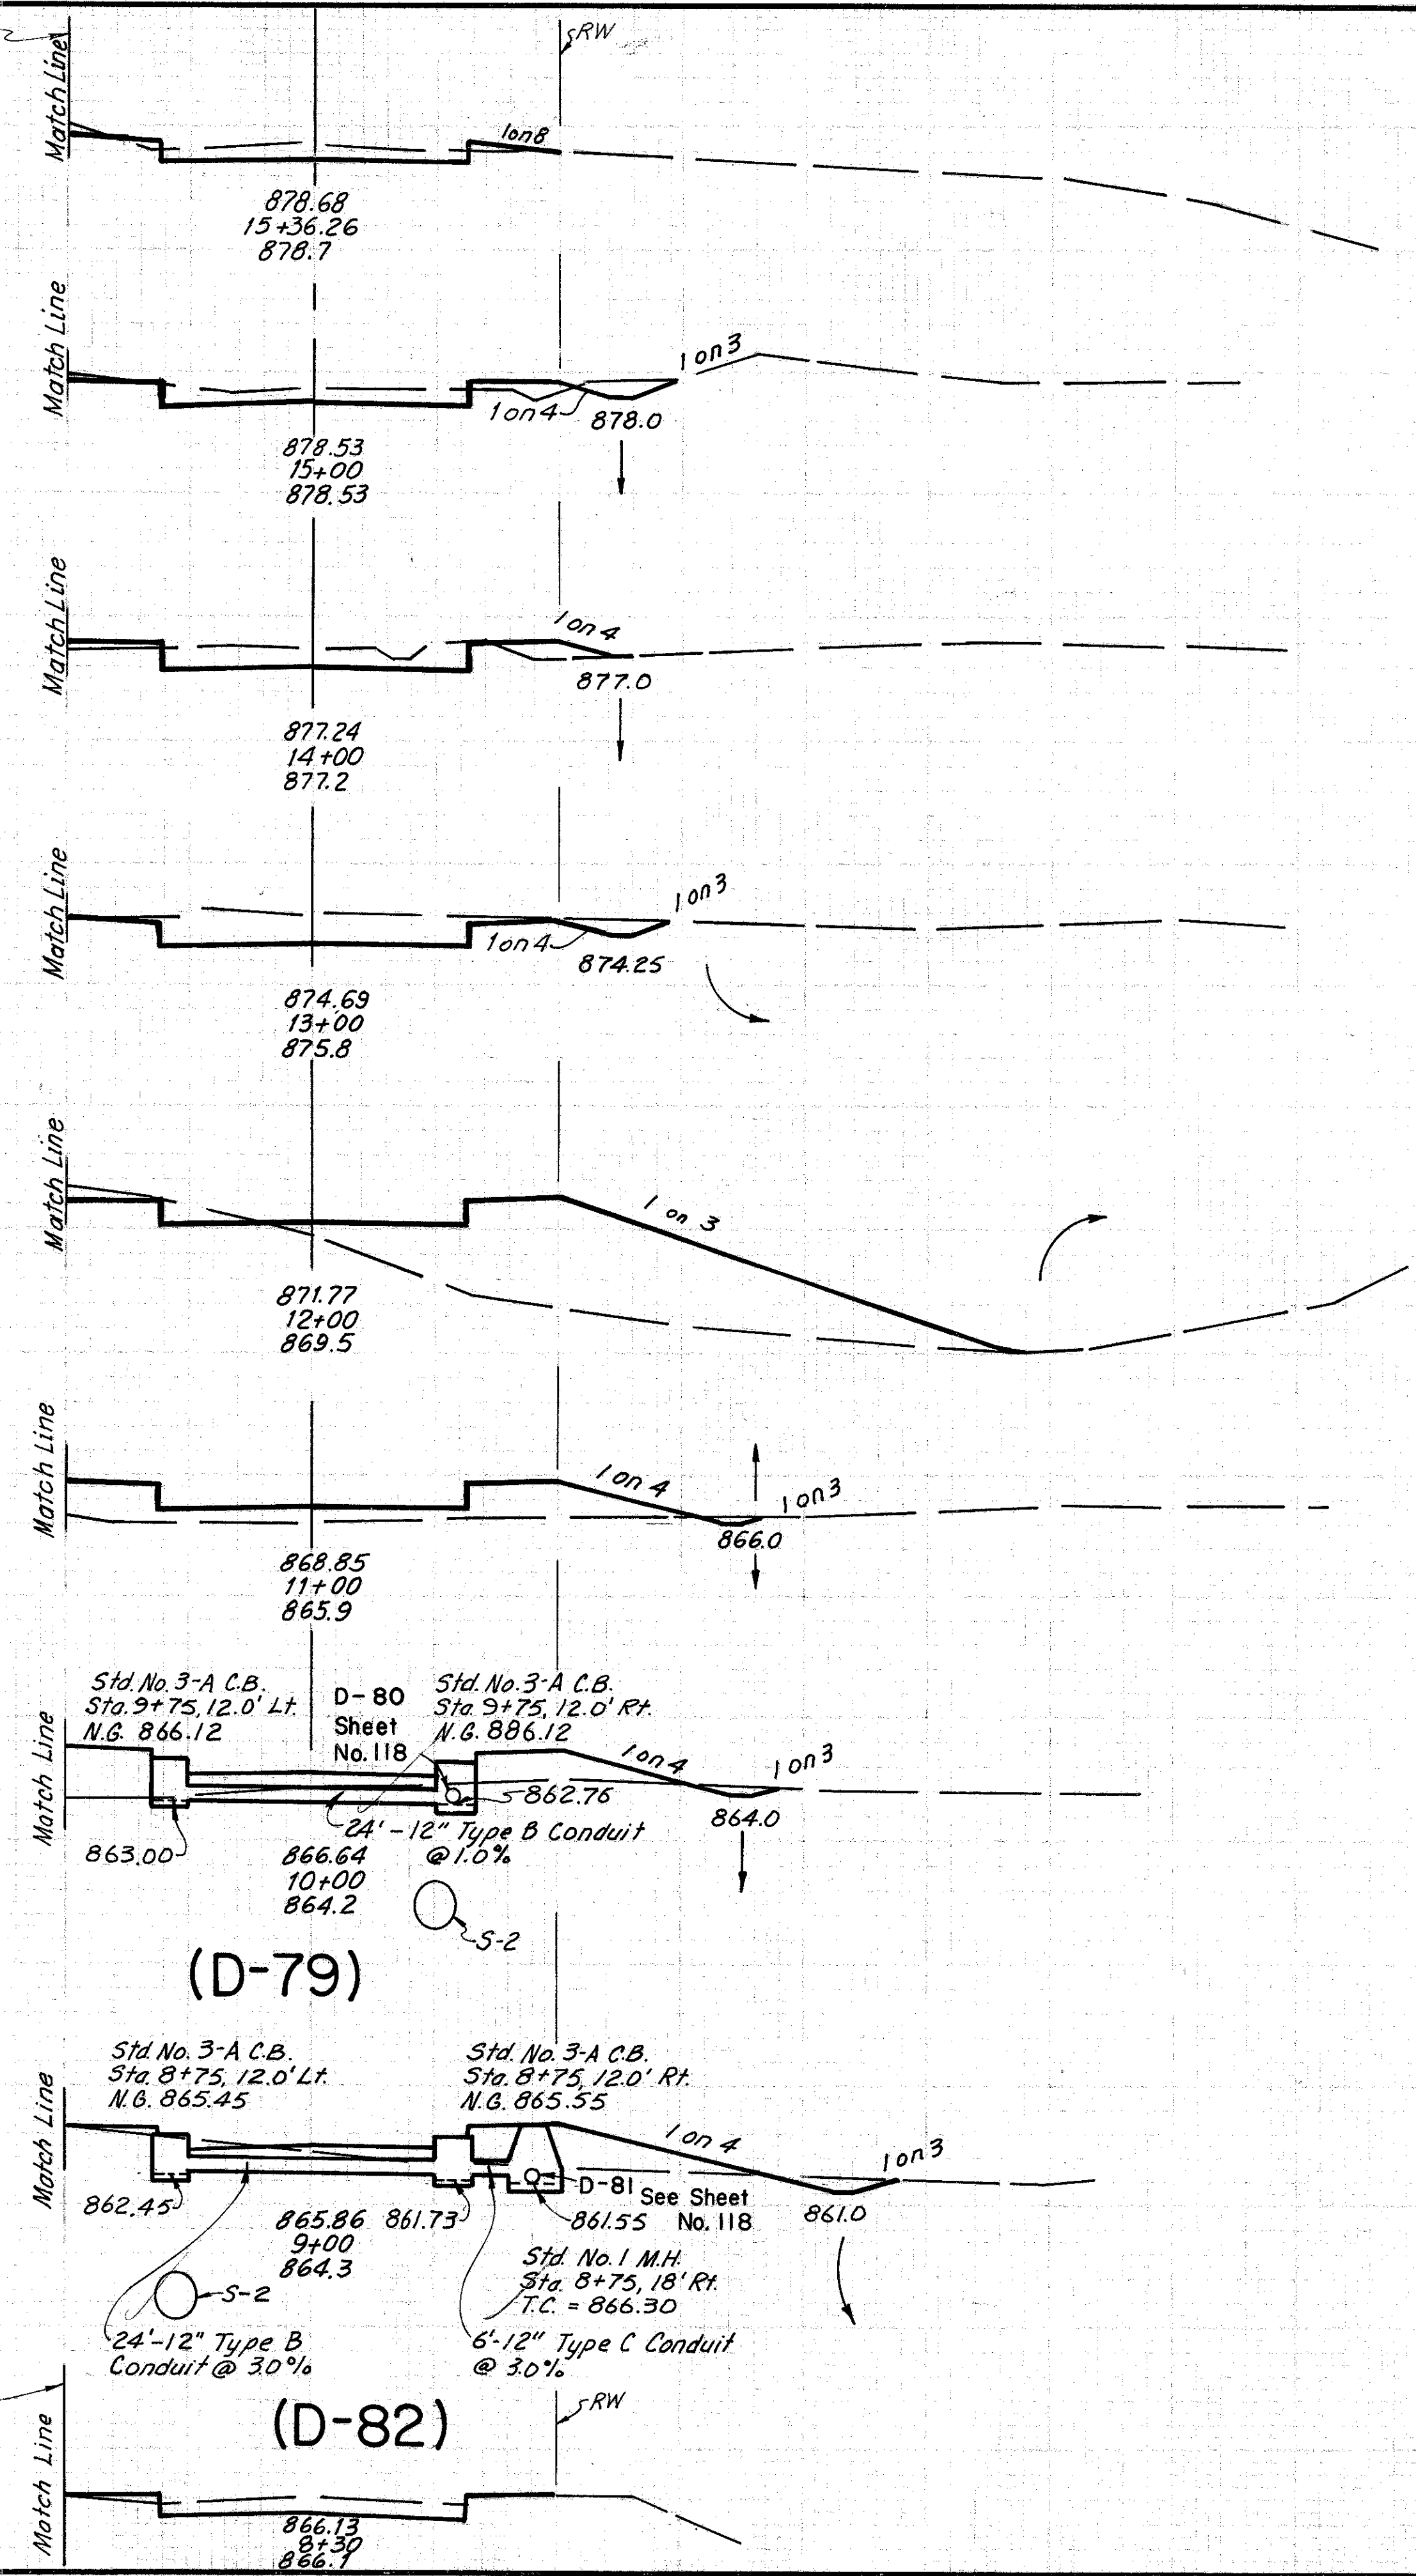 RW
Match Line
1on8
878.68
15+36.26
878.7
Match Line
1on3
1on4
878.0
878.53
15+00
878.53
Match Line
1on4
877.0
877.24
14+00
877.2
Match Line
1on3
1on4
874.25
874.69
13+00
875.8
Match Line
1 on 3
871.77
12+00
869.5
Match Line
1on4
1on3
866.0
868.85
11+00
865.9
Std. No. 3-A C.B.
Sta. 9+75, 12.0' Lt.
N.G. 866.12
D-80
Sheet
No. 118
Std. No. 3-A C.B.
Sta. 9+75, 12.0' Rt.
N.G. 886.12
Match Line
1on4
1on3
862.76
864.0
24'-12" Type B Conduit
@ 1.0%
863.00
866.64
10+00
864.2
S-2
(D-79)
Std. No. 3-A C.B.
Sta. 8+75, 12.0' Lt.
N.G. 865.45
Std. No. 3-A C.B.
Sta. 8+75, 12.0' Rt.
N.G. 865.55
Match Line
1on4
1on3
D-81
See Sheet
No. 118
862.45
865.86
9+00
864.3
861.73
861.55
861.0
Std. No. 1 M.H.
Sta. 8+75, 18' Rt.
T.C. = 866.30
S-2
24'-12" Type B
Conduit @ 3.0%
6'-12" Type C Conduit
@ 3.0%
(D-82)
RW
Match Line
866.13
8+30
866.1